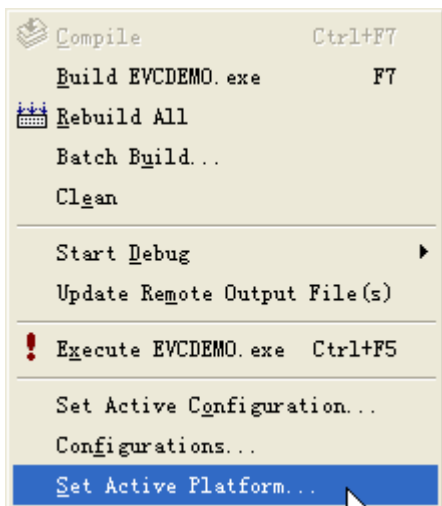 Compile Ctrl+F7
Build EVCDEMO.exe F7
Rebuild All
Batch Build...
Clean
Start Debug
Update Remote Output File(s)
Execute EVCDEMO.exe Ctrl+F5
Set Active Configuration...
Configurations...
Set Active Platform...